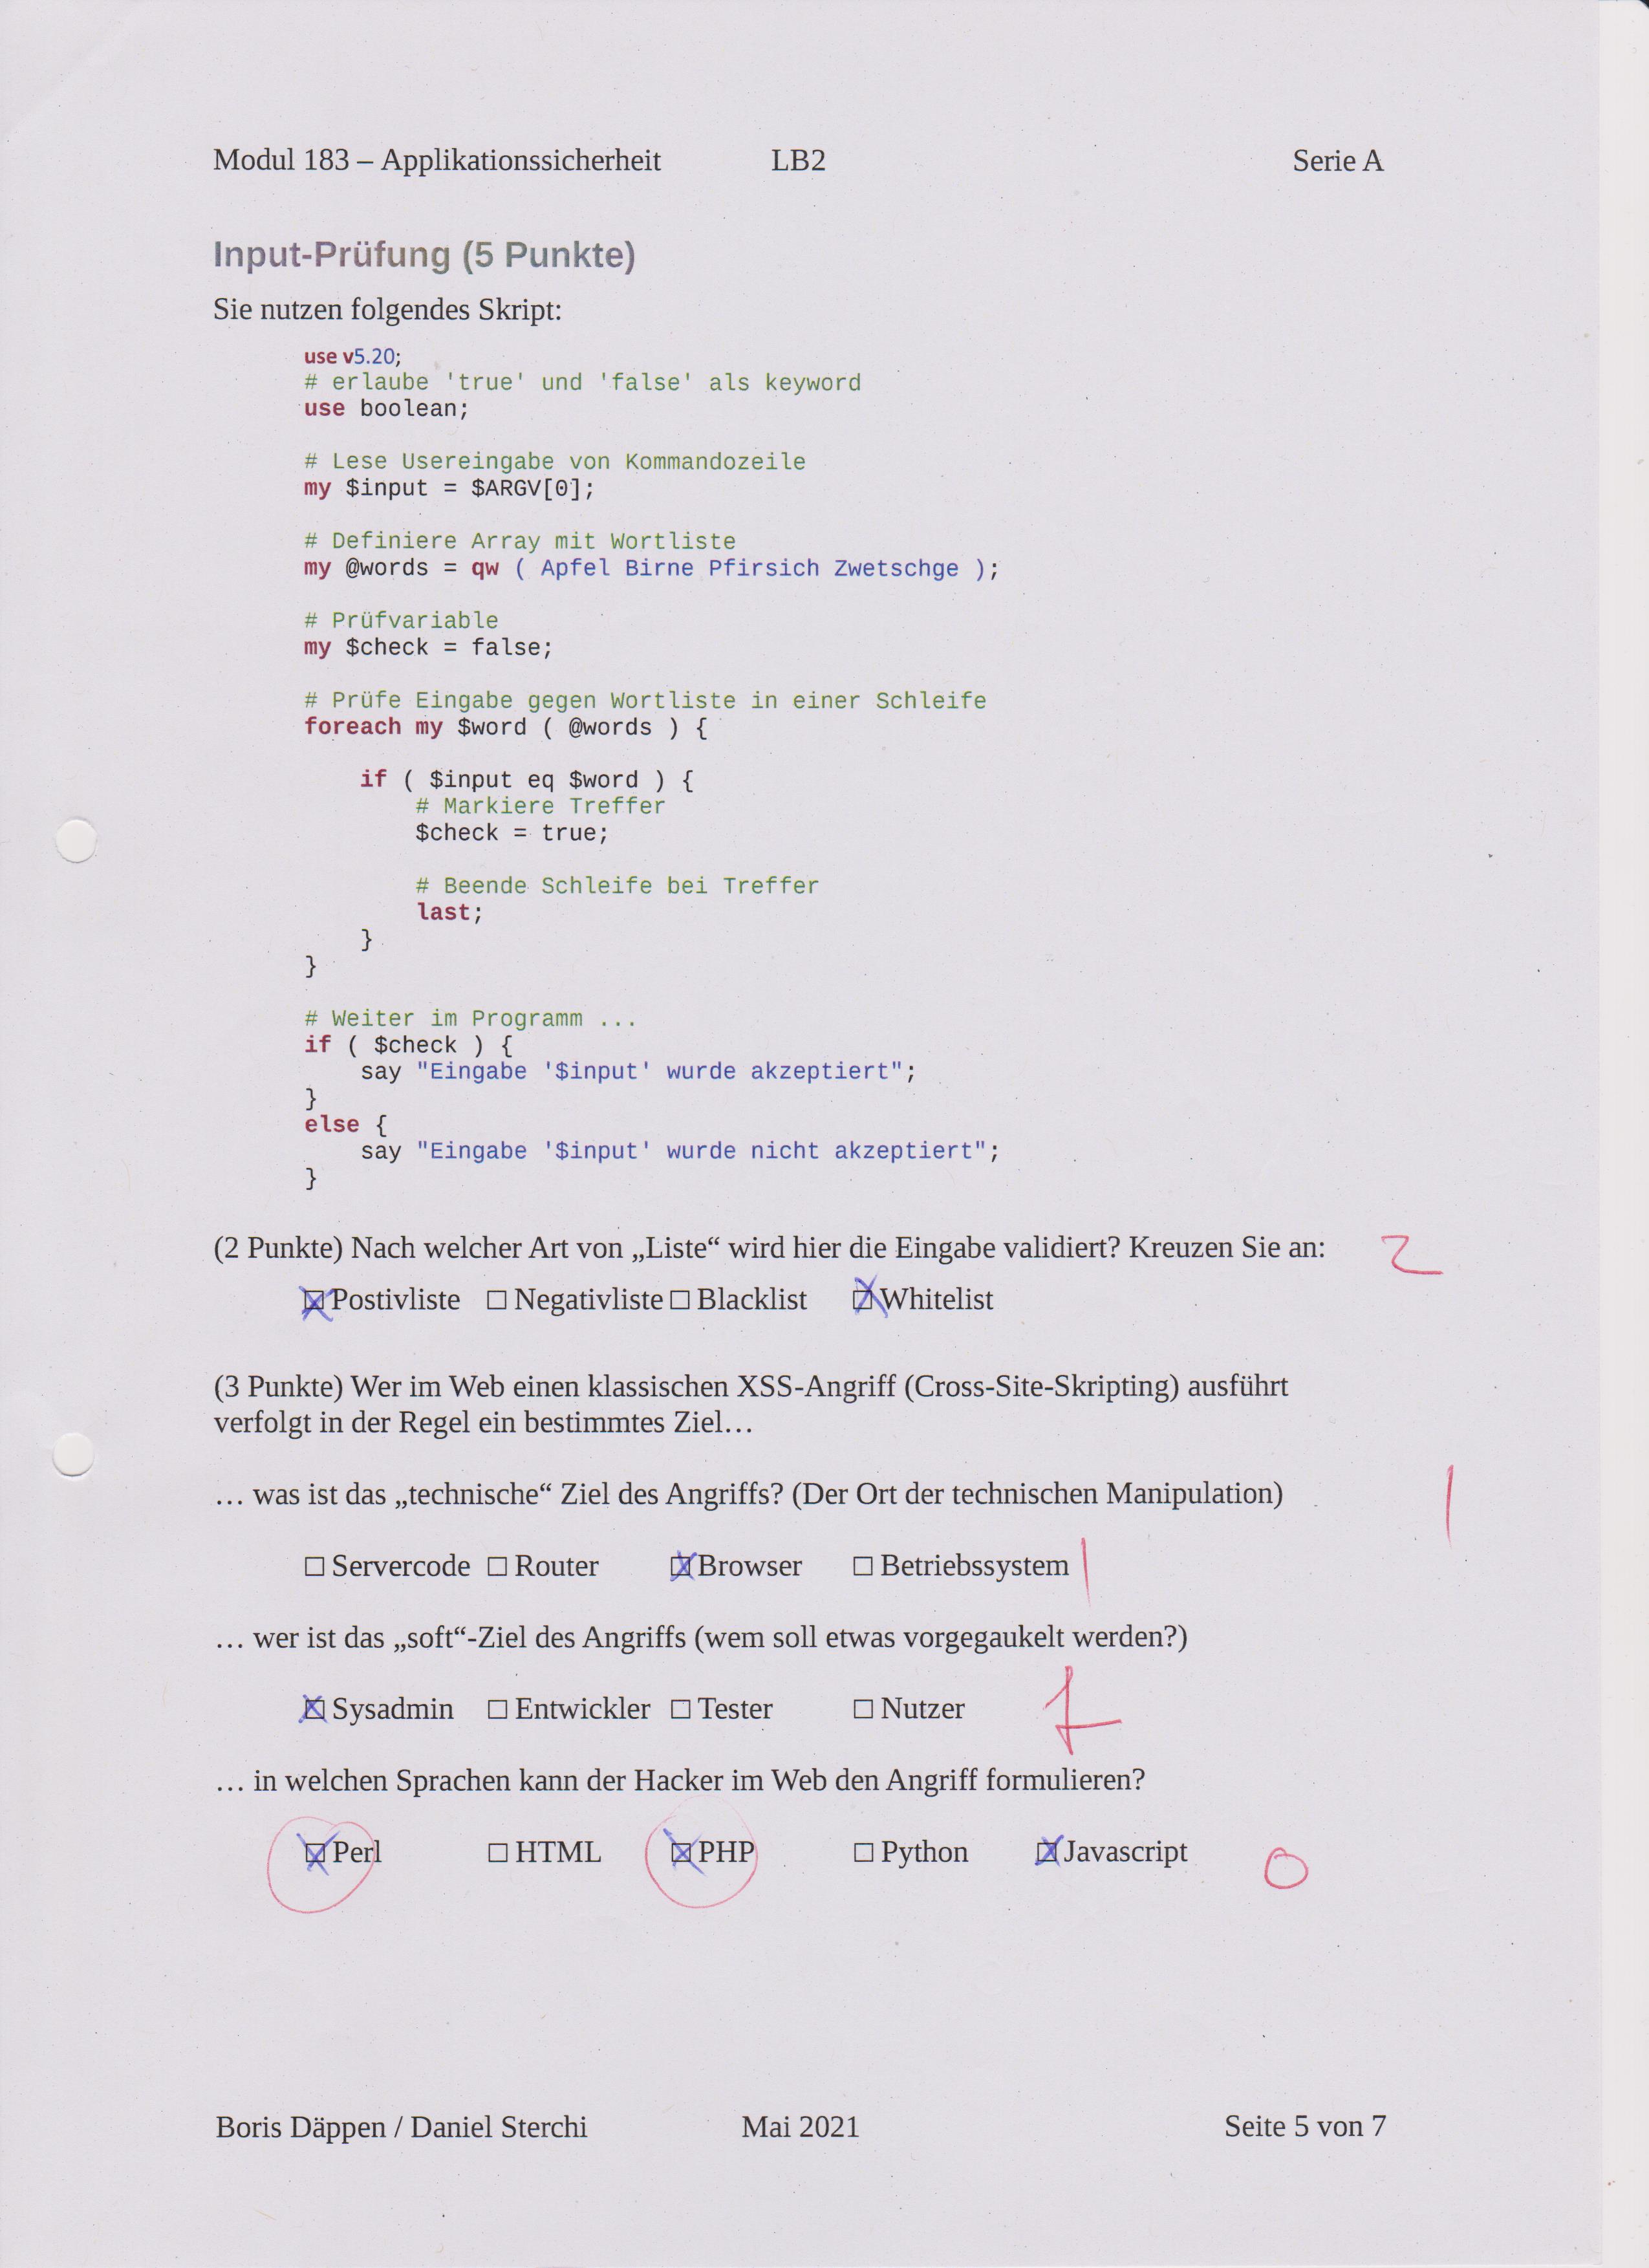 Modul 183 – Applikationssicherheit LB2 Serie A
Input-Prüfung (5 Punkte)
Sie nutzen folgendes Skript:
use v5.20;
# erlaube 'true' und 'false' als keyword
use boolean;
# Lese Usereingabe von Kommandozeile
my $input = $ARGV[0];
# Definiere Array mit Wortliste
my @words = qw ( Apfel Birne Pfirsich Zwetschge );
# Prüfvariable
my $check = false;
# Prüfe Eingabe gegen Wortliste in einer Schleife
foreach my $word ( @words ) {
if ( $input eq $word ) {
# Markiere Treffer
$check = true;
# Beende Schleife bei Treffer
last;
}
}
# Weiter im Programm ...
if ( $check ) {
say "Eingabe '$input' wurde akzeptiert";
}
else {
say "Eingabe '$input' wurde nicht akzeptiert";
}
(2 Punkte) Nach welcher Art von „Liste“ wird hier die Eingabe validiert? Kreuzen Sie an: 2
☒ Postivliste ☐ Negativliste ☐ Blacklist ☒ Whitelist
(3 Punkte) Wer im Web einen klassischen XSS-Angriff (Cross-Site-Skripting) ausführt
verfolgt in der Regel ein bestimmtes Ziel…
… was ist das „technische“ Ziel des Angriffs? (Der Ort der technischen Manipulation) 1
☐ Servercode ☐ Router ☒ Browser ☐ Betriebssystem 1
… wer ist das „soft“-Ziel des Angriffs (wem soll etwas vorgegaukelt werden?)
☒ Sysadmin ☐ Entwickler ☐ Tester ☐ Nutzer
… in welchen Sprachen kann der Hacker im Web den Angriff formulieren?
☒ Perl ☐ HTML ☒ PHP ☐ Python ☒ Javascript 0
Boris Däppen / Daniel Sterchi Mai 2021 Seite 5 von 7